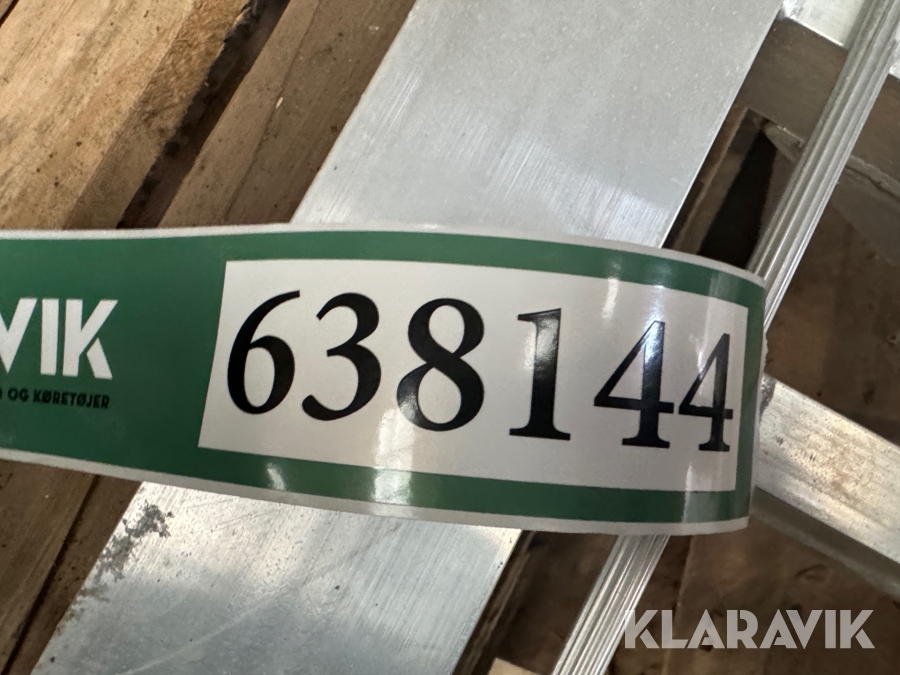 VIK
OG KØRETØJER
638144
KLARAVIK